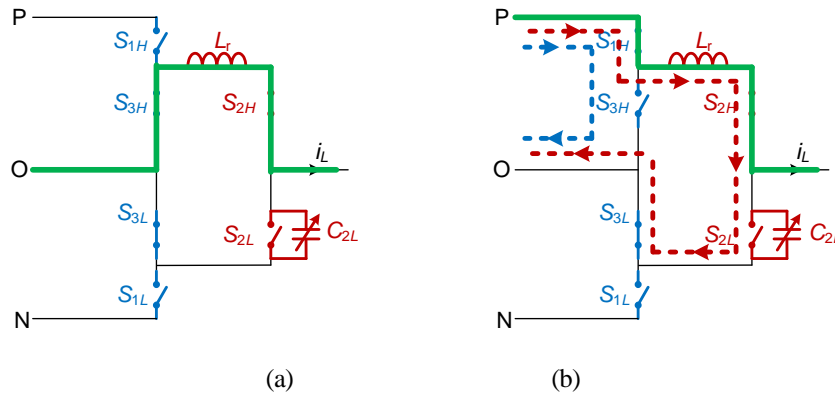 P
S1H
Lr
S3H
S2H
O
iL
S3L
S2L
C2L
S1L
N
(a)
P
S1H
Lr
S3H
S2H
O
iL
S3L
S2L
C2L
S1L
N
(b)